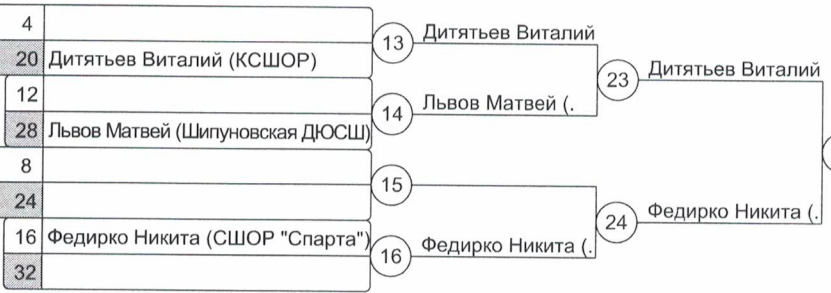 4
20 Дитятьев Виталий (КСШОР)
12
28 Львов Матвей (Шипуновская ДЮСШ)
8
24
16 Федирко Никита (СШОР "Спарта")
32
13 Дитятьев Виталий
14 Львов Матвей (.
15
16 Федирко Никита (.
23 Дитятьев Виталий
24 Федирко Никита (.